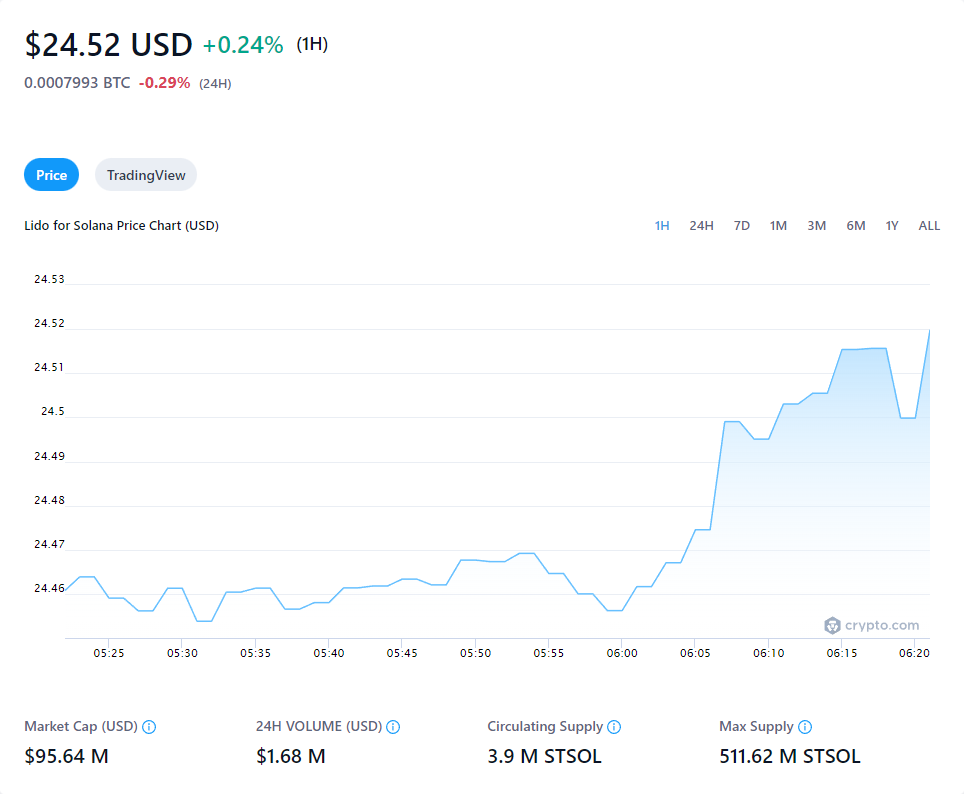 $24.52 USD +0.24% (1H)
0.0007993 BTC -0.29% (24H)
Price TradingView
Lido for Solana Price Chart (USD) 1H 24H 7D 1M 3M 6M 1Y ALL
24.53
24.52
24.51
24.5
24.49
24.48
24.47
24.46
crypto.com
05:25 05:30 05:35 05:40 05:45 05:50 05:55 06:00 06:05 06:10 06:15 06:20
Market Cap (USD) 24H VOLUME (USD) Circulating Supply Max Supply
$95.64 M $1.68 M 3.9 M STSOL 511.62 M STSOL